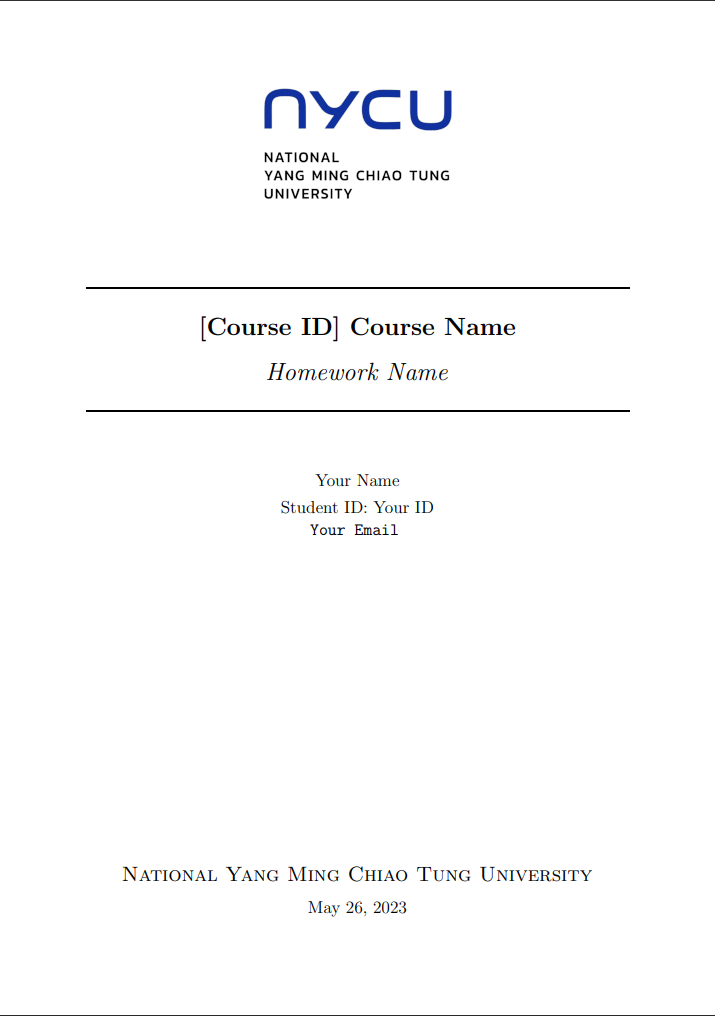 NYCU
NATIONAL
YANG MING CHIAO TUNG
UNIVERSITY
[Course ID] Course Name
Homework Name
Your Name
Student ID: Your ID
Your Email
National Yang Ming Chiao Tung University
May 26, 2023